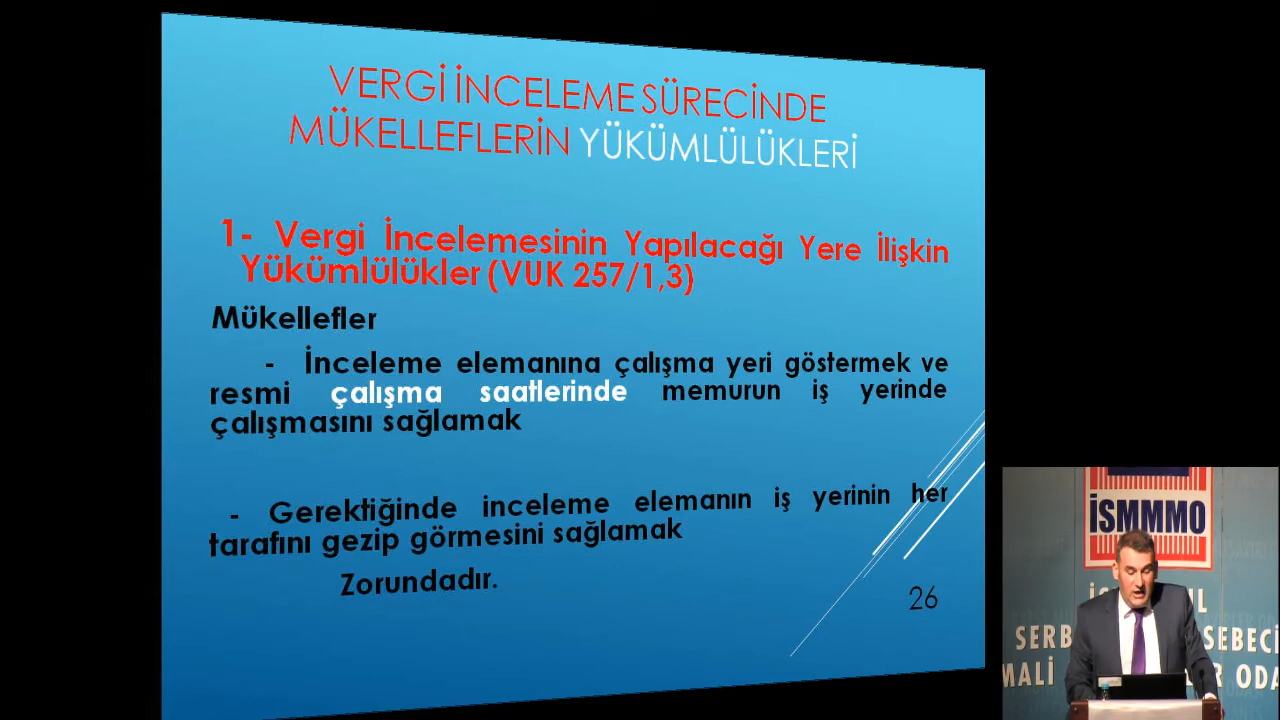 VERGİ İNCELEME SÜRECİNDE
MÜKELLEFLERİN YÜKÜMLÜLÜKLERİ
1- Vergi İncelemesinin Yapılacağı Yere İlişkin
Yükümlülükler (VUK 257/1,3)
Mükellefler
- İnceleme elemanına çalışma yeri göstermek ve
resmi çalışma saatlerinde memurun iş yerinde
çalışmasını sağlamak
- Gerektiğinde inceleme elemanın iş yerinin her
tarafını gezip görmesini sağlamak
Zorundadır.
26
İSMMMO
SERB SEBECİ
MALİ R ODA